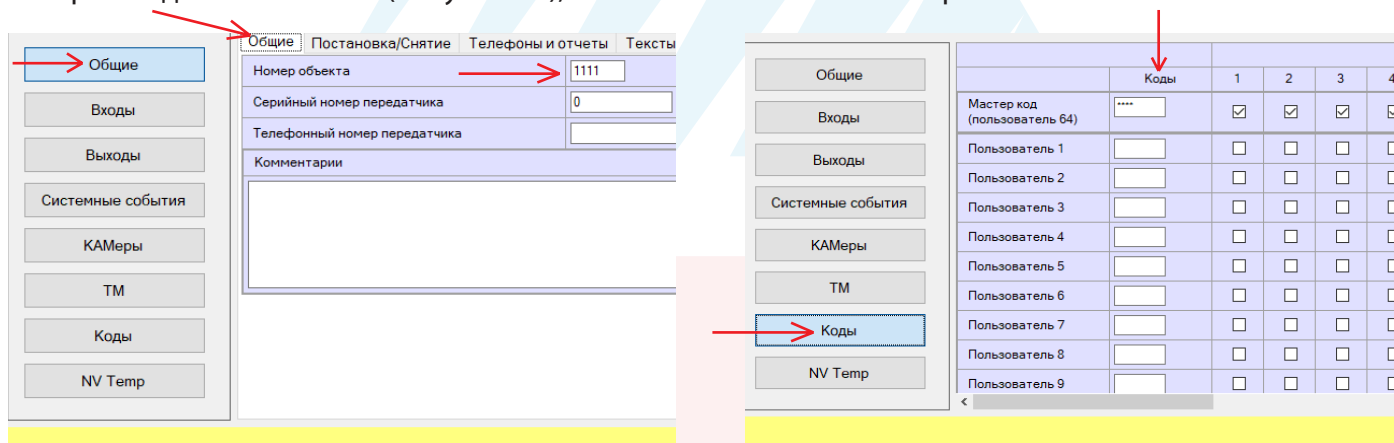 Общие
Входы
Выходы
Системные события
КАМеры
ТМ
Коды
NV Temp
Общие Постановка/Снятие Телефоны и отчеты Тексты
Номер объекта 1111
Серийный номер передатчика 0
Телефонный номер передатчика
Комментарии
Общие
Входы
Выходы
Системные события
КАМеры
ТМ
Коды
NV Temp
Коды 1 2 3 4
Мастер код
(пользователь 64) **** 
Пользователь 1
Пользователь 2
Пользователь 3
Пользователь 4
Пользователь 5
Пользователь 6
Пользователь 7
Пользователь 8
Пользователь 9